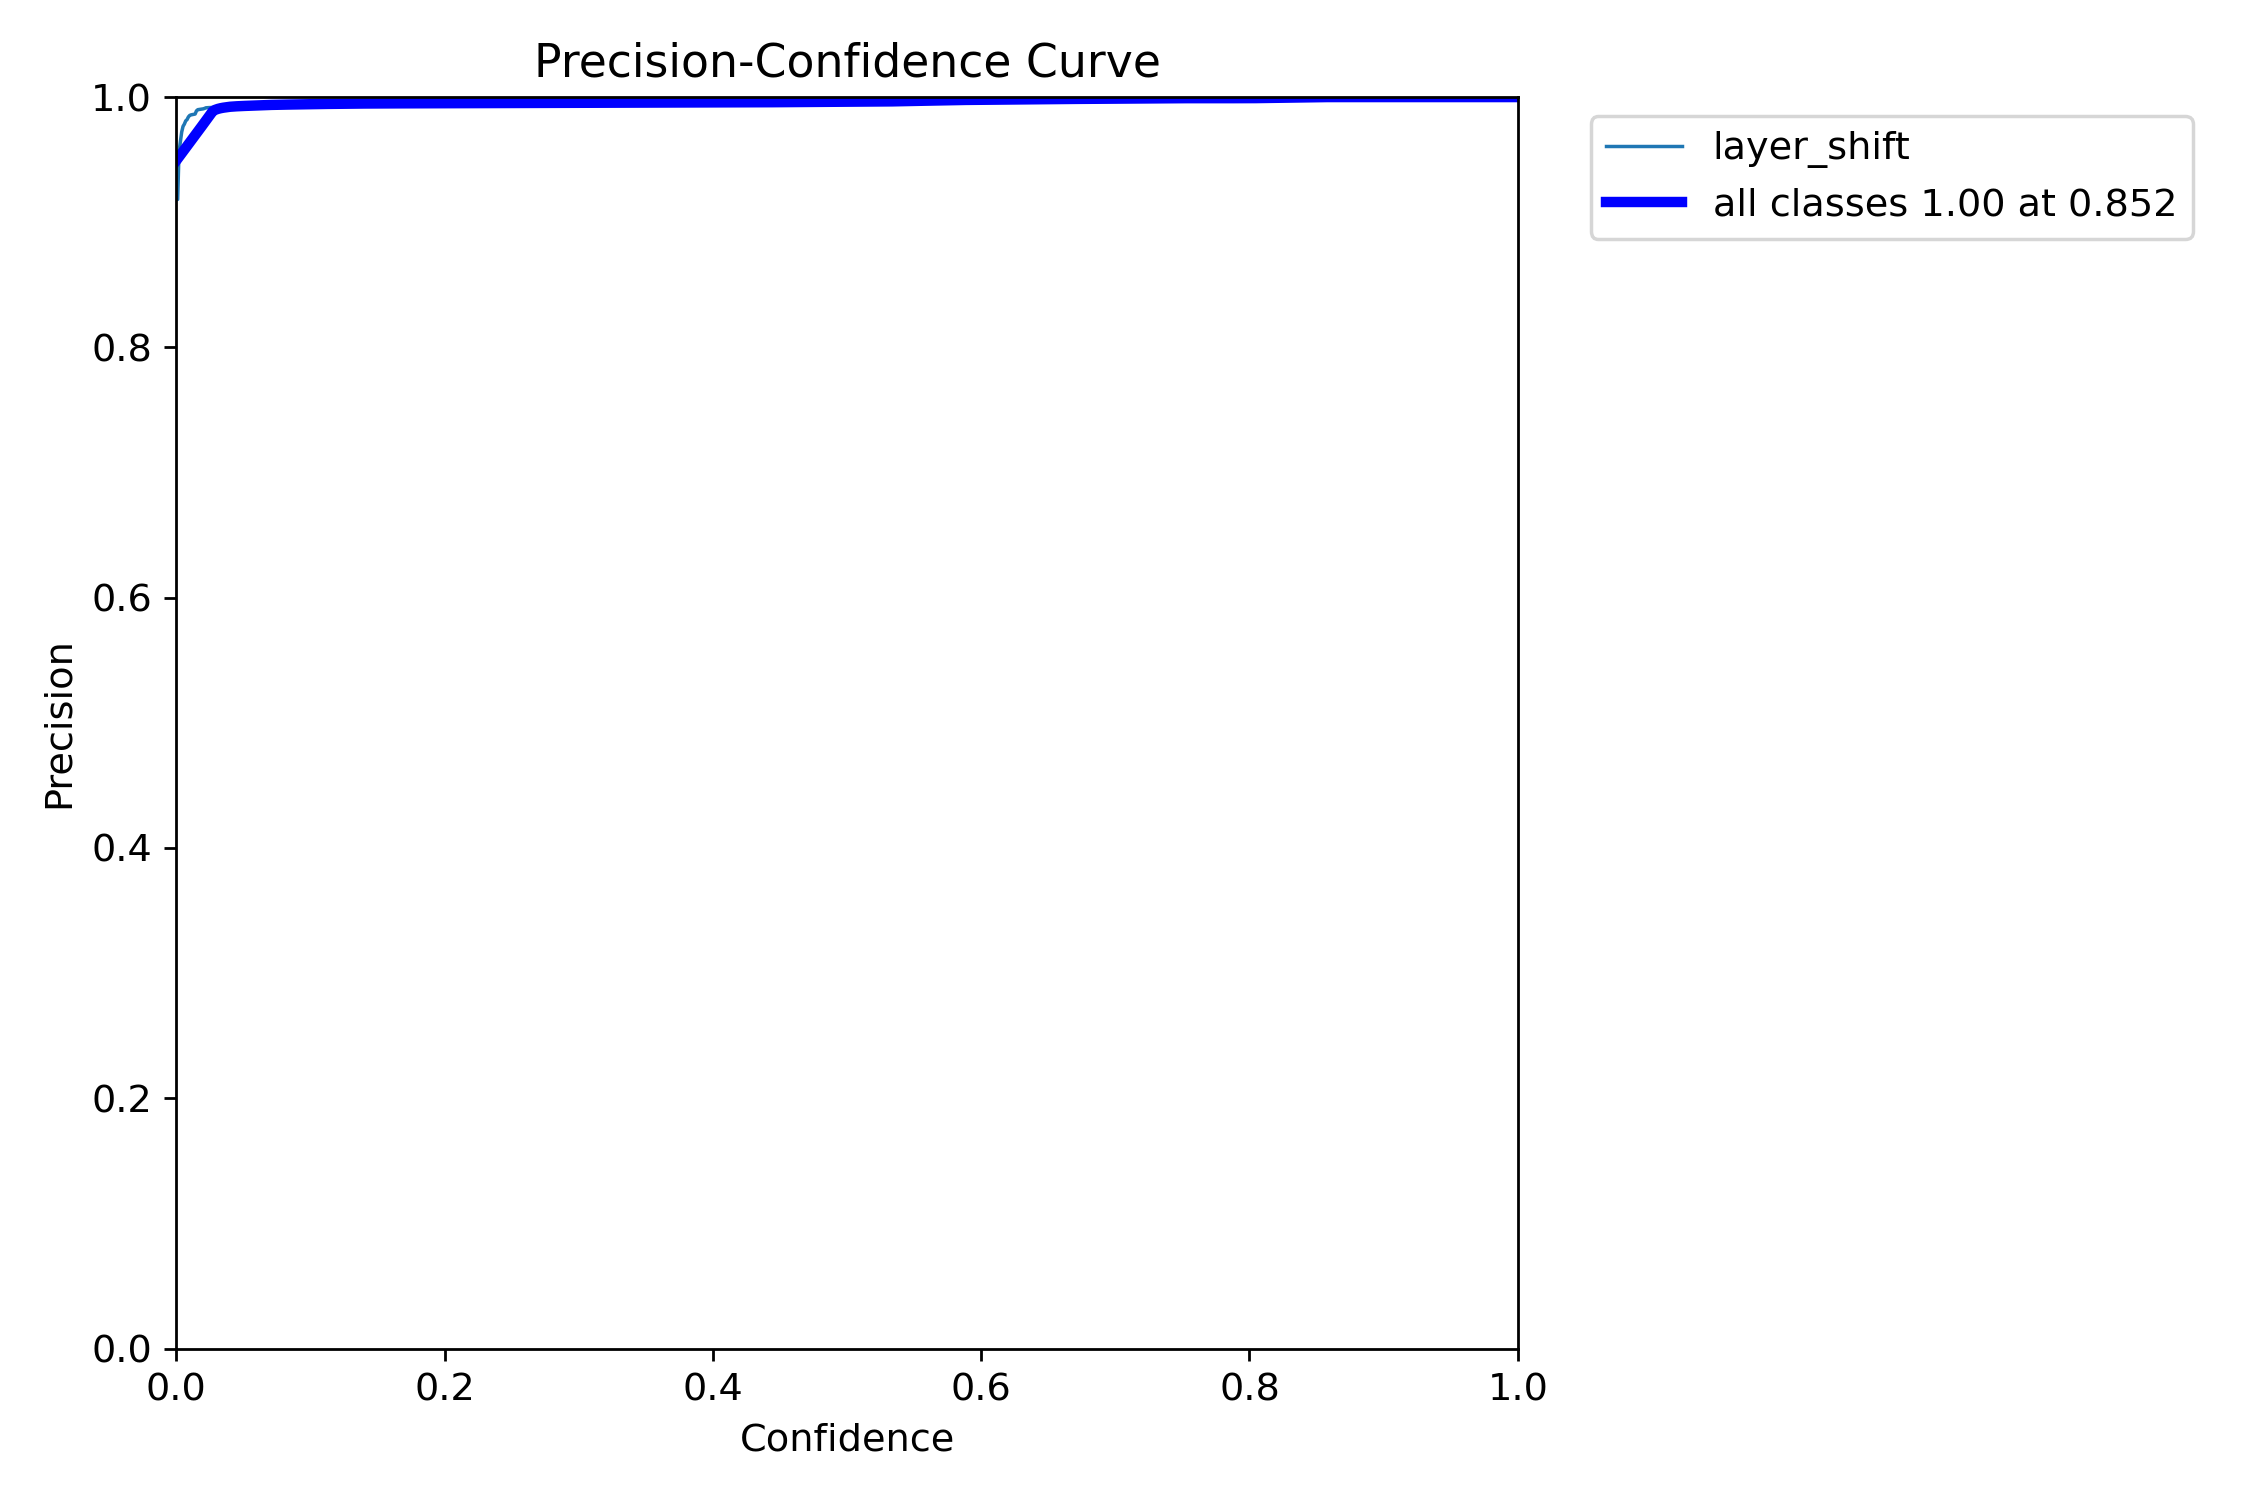 Precision-Confidence Curve
1.0
0.8
0.6
0.4
0.2
0.0
Precision
0.0 0.2 0.4 0.6 0.8 1.0
Confidence
layer_shift
all classes 1.00 at 0.852